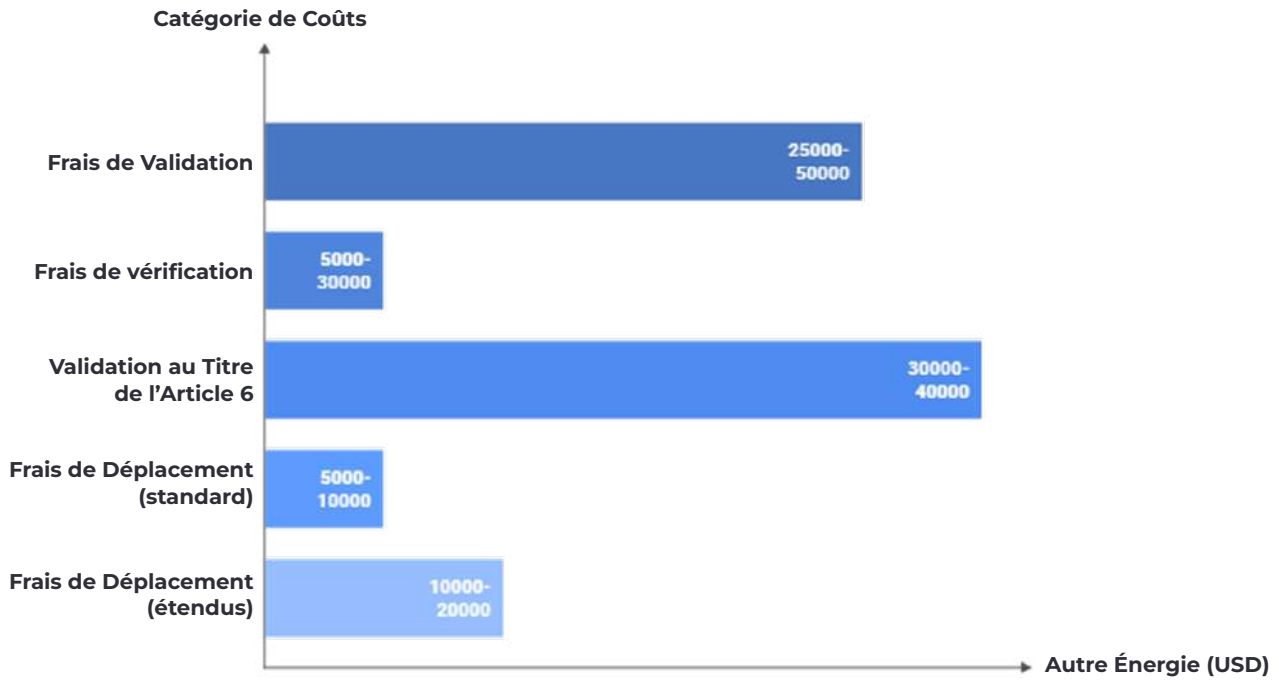 Catégorie de Coûts
Frais de Validation
25000-
50000
Frais de vérification
5000-
30000
Validation au Titre
de l’Article 6
30000-
40000
Frais de Déplacement
(standard)
5000-
10000
Frais de Déplacement
(étendus)
10000-
20000
Autre Énergie (USD)